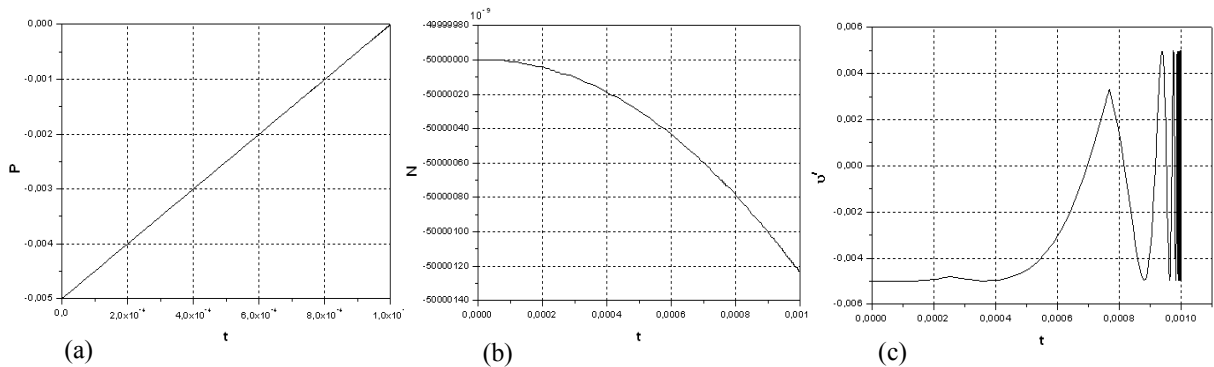 0,000
-0,001
-0,002
-0,003
-0,004
-0,005
P
0,0
2,0x10⁻⁴
4,0x10⁻⁴
6,0x10⁻⁴
8,0x10⁻⁴
t
(a)
10⁻⁹
-49999980
-50000000
-50000020
-50000040
-50000060
-50000080
-50000100
-50000120
-50000140
N
0,0000
0,0002
0,0004
0,0006
0,0008
0,001
t
(b)
0,006
0,004
0,002
0,000
-0,002
-0,004
-0,006
υ'
0,0000
0,0002
0,0004
0,0006
0,0008
0,0010
t
(c)